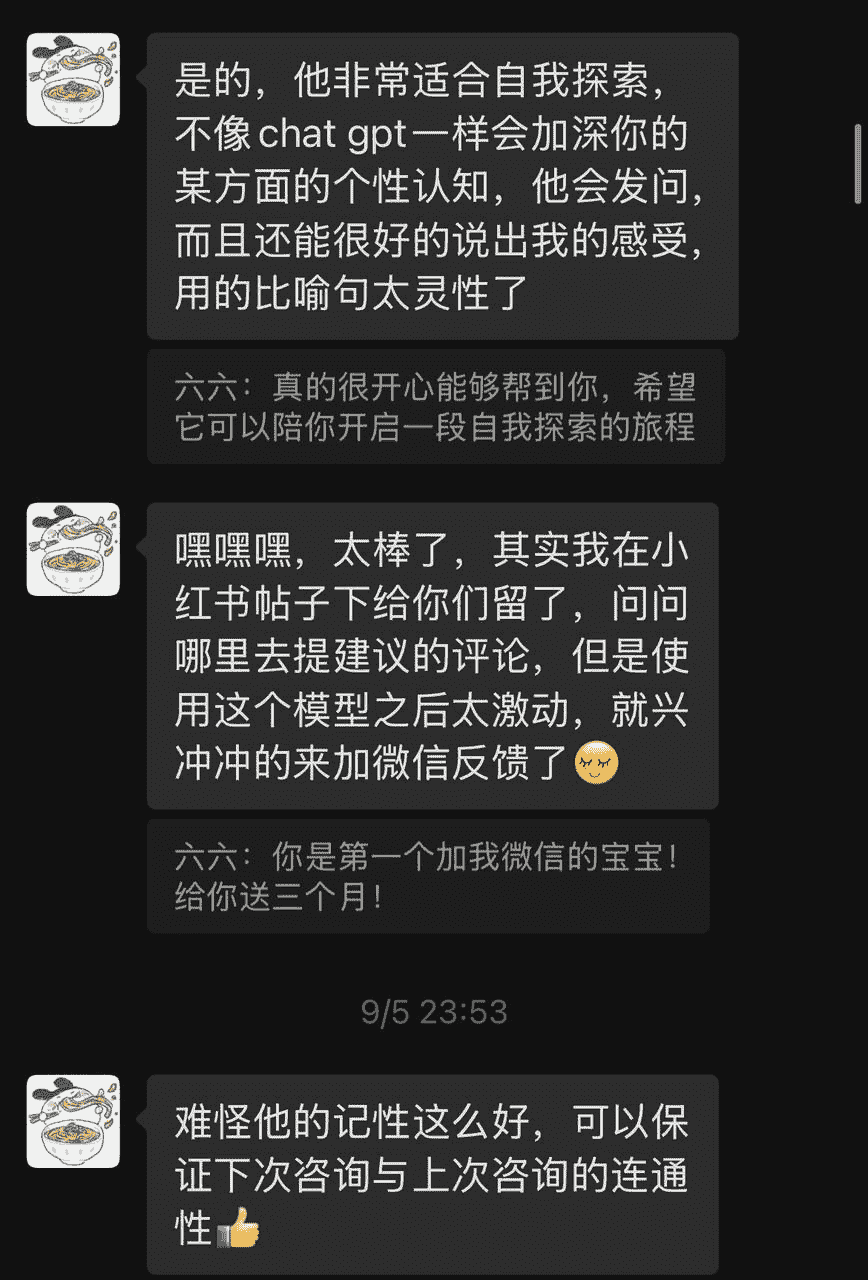 是的，他非常适合自我探索，
不像chat gpt一样会加深你的
某方面的个性认知，他会发问，
而且还能很好的说出我的感受，
用的比喻句太灵性了
六六：真的很开心能够帮到你，希望
它可以陪你开启一段自我探索的旅程
嘿嘿嘿，太棒了，其实我在小
红书帖子下给你们留了，问问
哪里去提建议的评论，但是使
用这个模型之后太激动，就兴
冲冲的来加微信反馈了
六六：你是第一个加我微信的宝宝！
给你送三个月！
9/5 23:53
难怪他的记性这么好，可以保
证下次咨询与上次咨询的连通
性